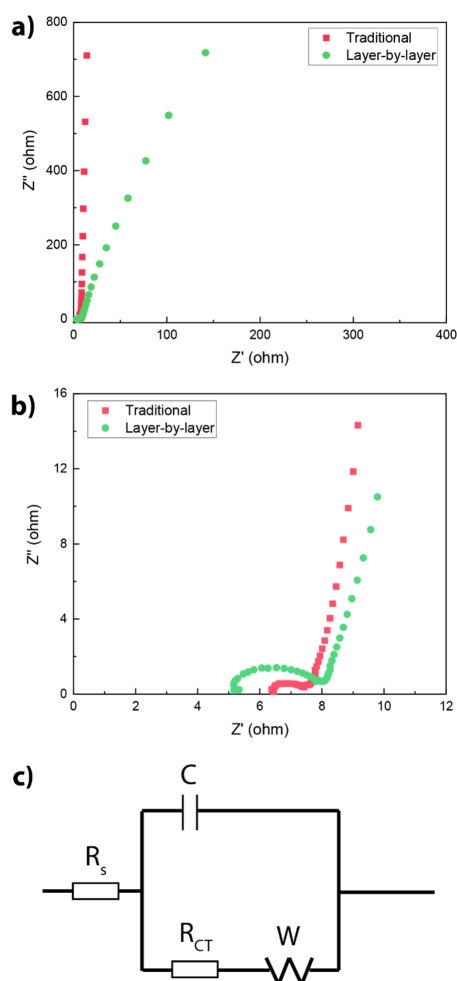 a)
800
600
400
200
0
Z'' (ohm)
Traditional
Layer-by-layer
0 100 200 300 400
Z' (ohm)
b)
16
12
8
4
0
Z'' (ohm)
Traditional
Layer-by-layer
0 2 4 6 8 10 12
Z' (ohm)
c)
C
Rs
RCT
W